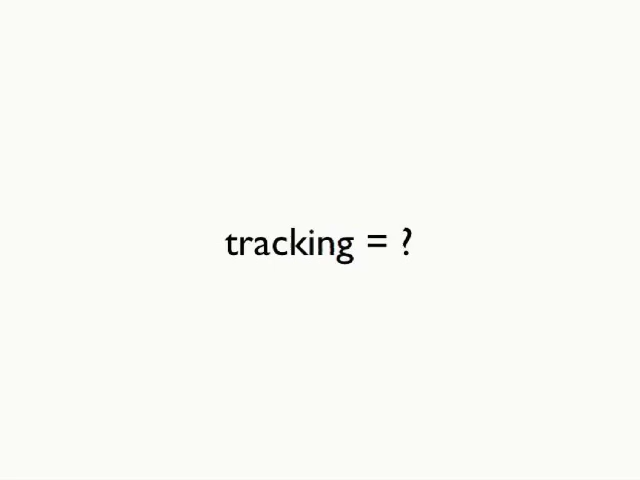 tracking = ?